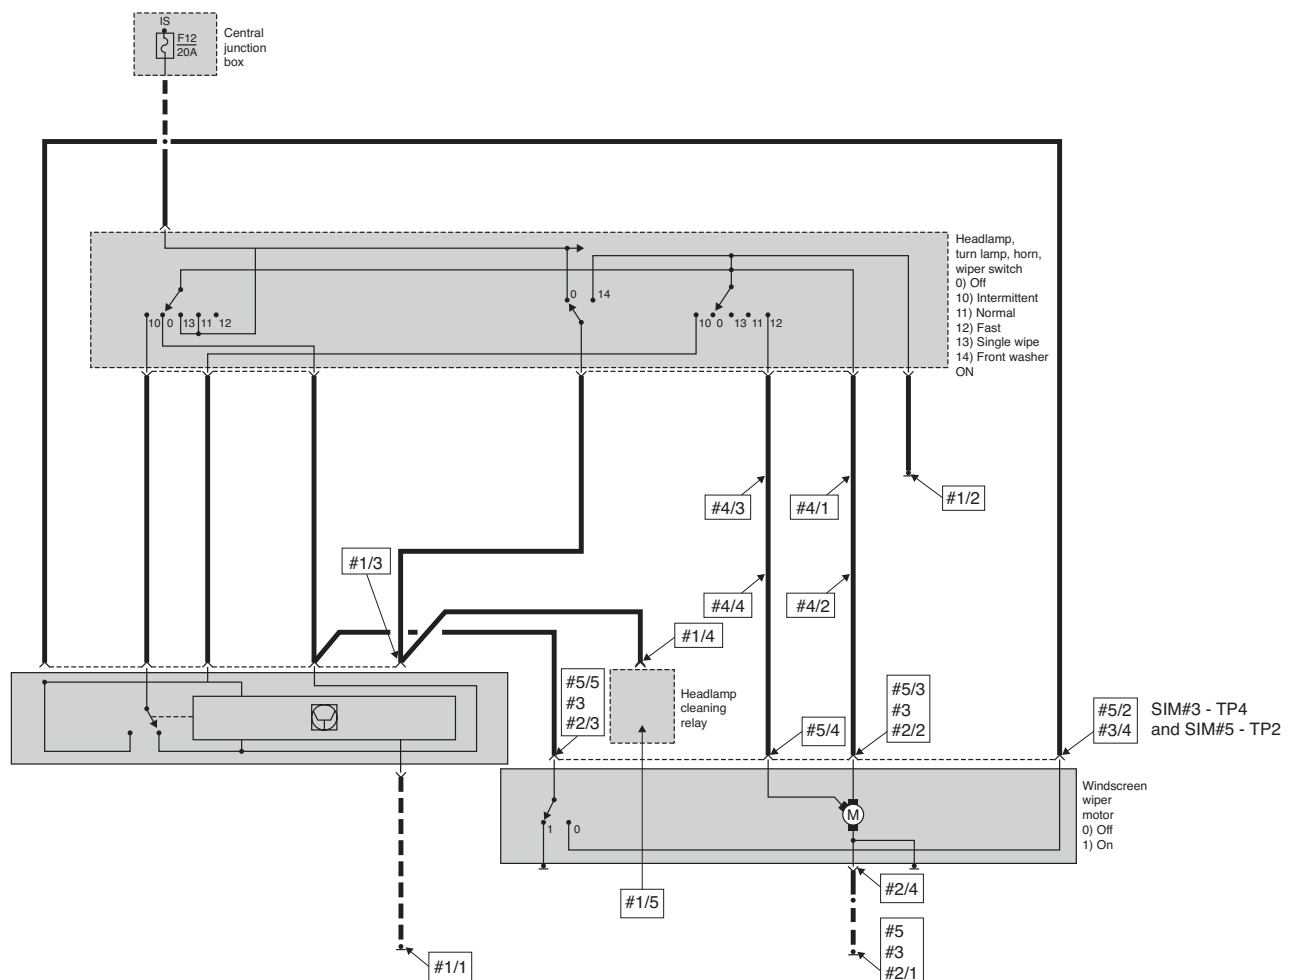 IS
F12
20A
Central
junction
box
Headlamp,
turn lamp, horn,
wiper switch
0) Off
10) Intermittent
11) Normal
12) Fast
13) Single wipe
14) Front washer
ON
0 14
10 0 13 11 12
10 0 13 11 12
#4/3
#4/1
#1/2
#1/3
#4/4
#4/2
#1/4
#5/5
#3
#2/3
Headlamp
cleaning
relay
#5/3
#3
#2/2
#5/4
#5/2
#3/4
SIM#3 - TP4
and SIM#5 - TP2
Windscreen
wiper
motor
0) Off
1) On
M
1 0
#2/4
#1/5
#5
#3
#2/1
#1/1